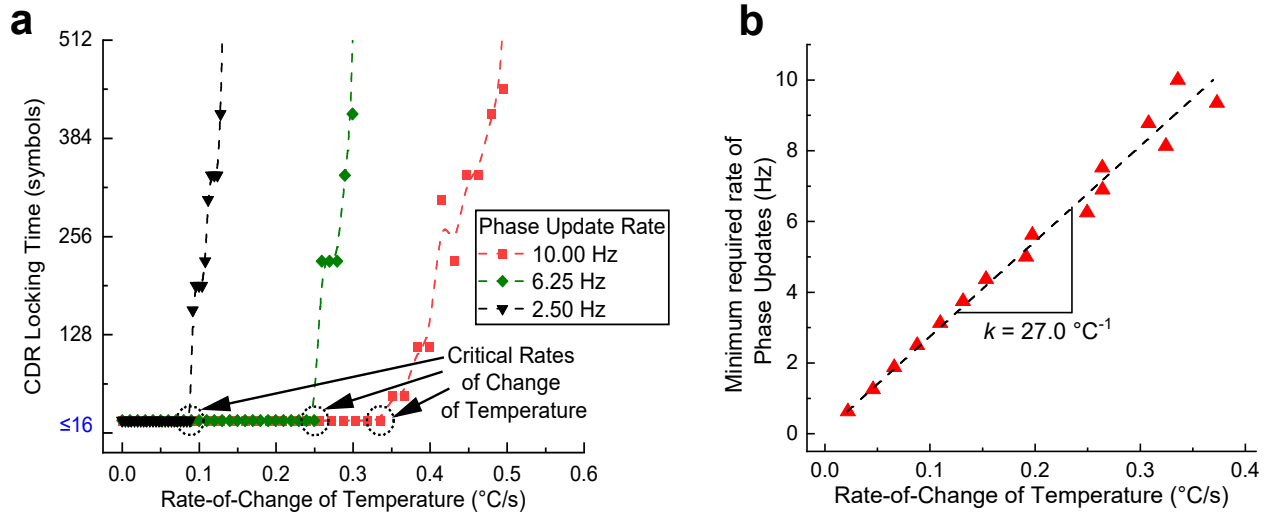 a
512
384
256
128
≤16
CDR Locking Time (symbols)
0.0 0.1 0.2 0.3 0.4 0.5 0.6
Rate-of-Change of Temperature (°C/s)
Phase Update Rate
10.00 Hz
6.25 Hz
2.50 Hz
Critical Rates
of Change
of Temperature
b
10
8
6
4
2
0
Minimum required rate of
Phase Updates (Hz)
0.0 0.1 0.2 0.3 0.4
Rate-of-Change of Temperature (°C/s)
k = 27.0 °C⁻¹